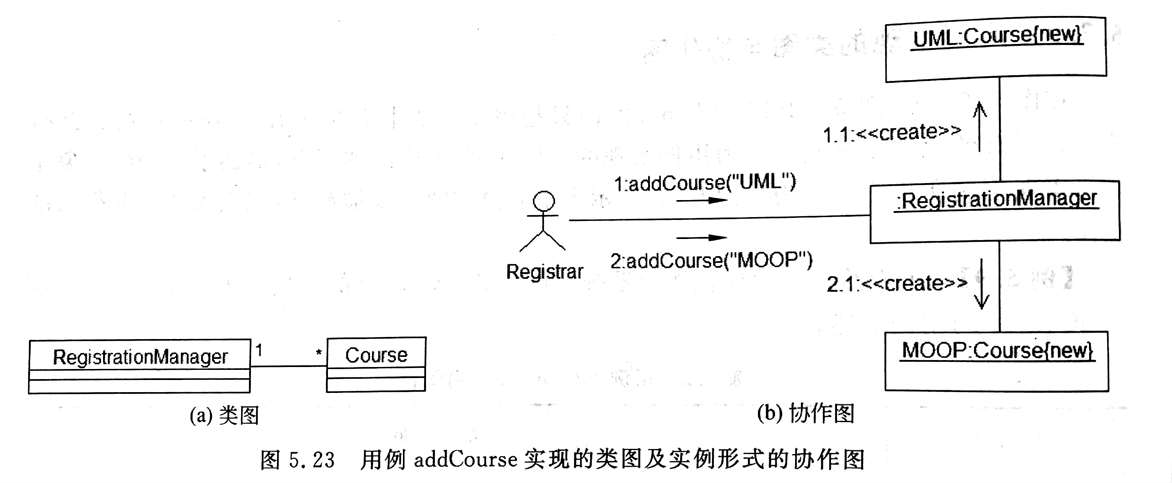 UML:Course{new}
1.1:<<create>>
1:addCourse("UML")
:RegistrationManager
2:addCourse("MOOP")
Registrar
2.1:<<create>>
MOOP:Course{new}
RegistrationManager
1
*
Course
(a) 类图
(b) 协作图
图 5.23 用例 addCourse 实现的类图及实例形式的协作图